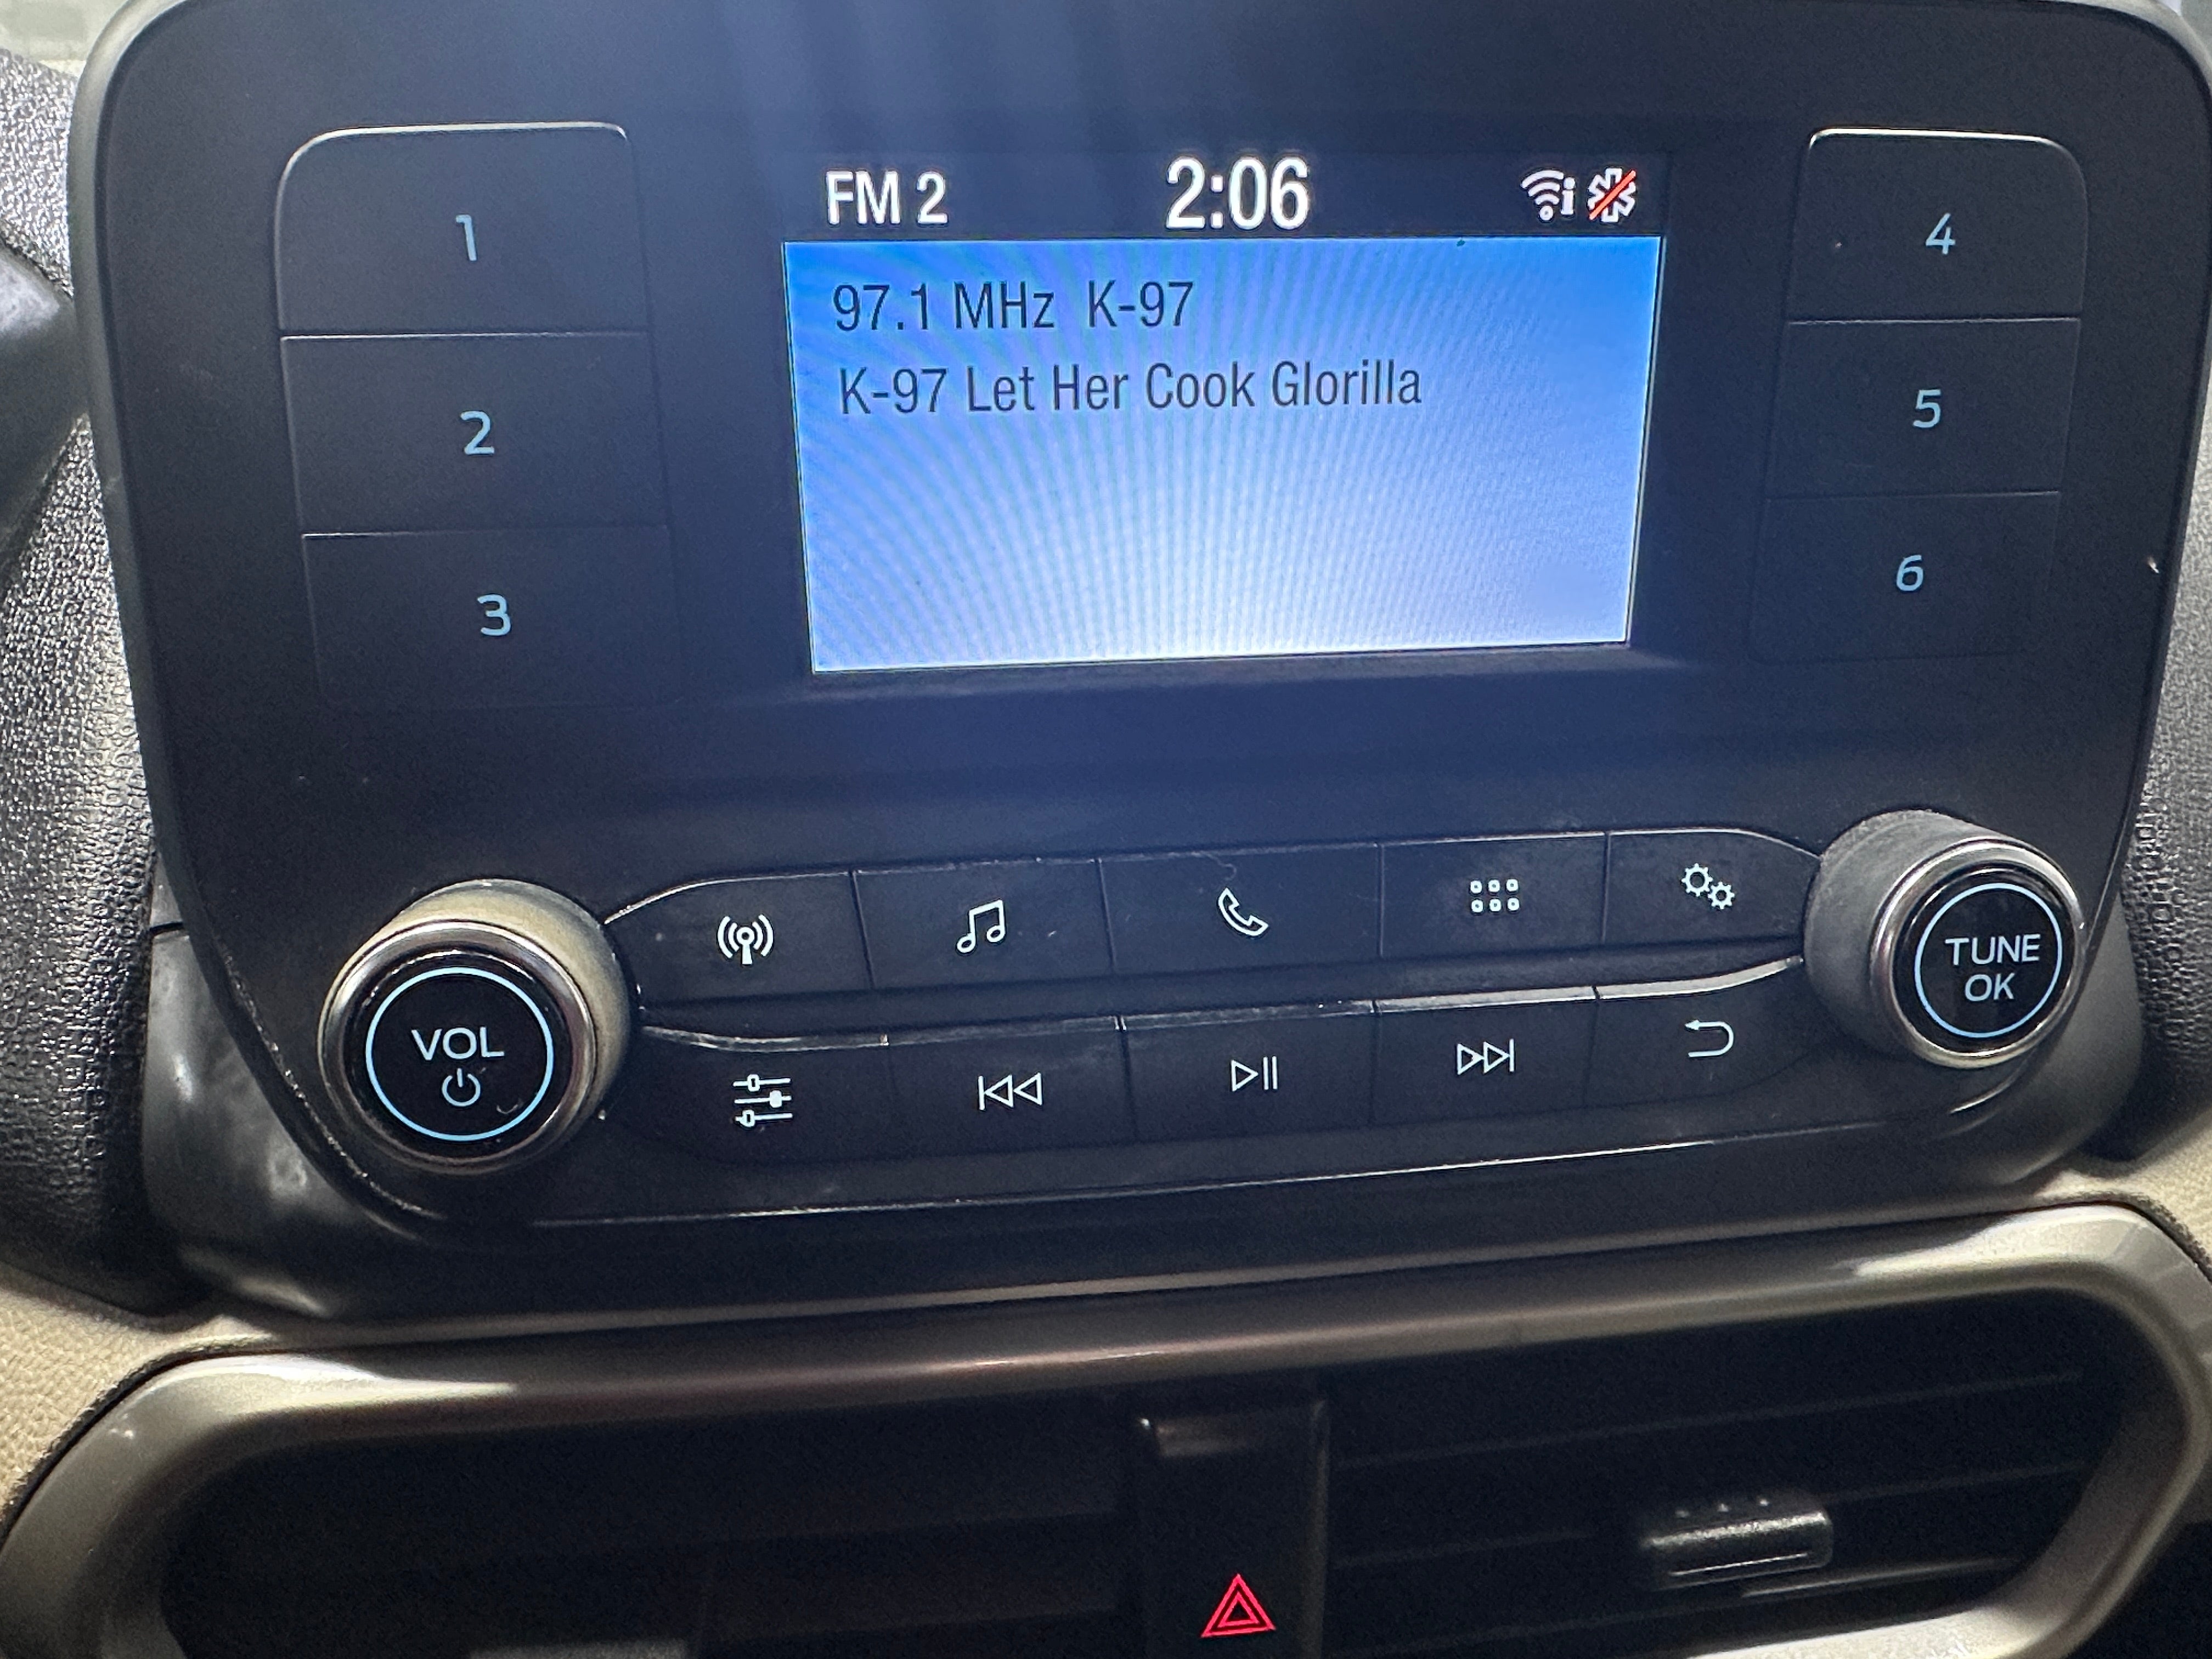 FM 2 2:06
97.1 MHz K-97
K-97 Let Her Cook Glorilla
1
2
3
4
5
6
VOL
TUNE
OK